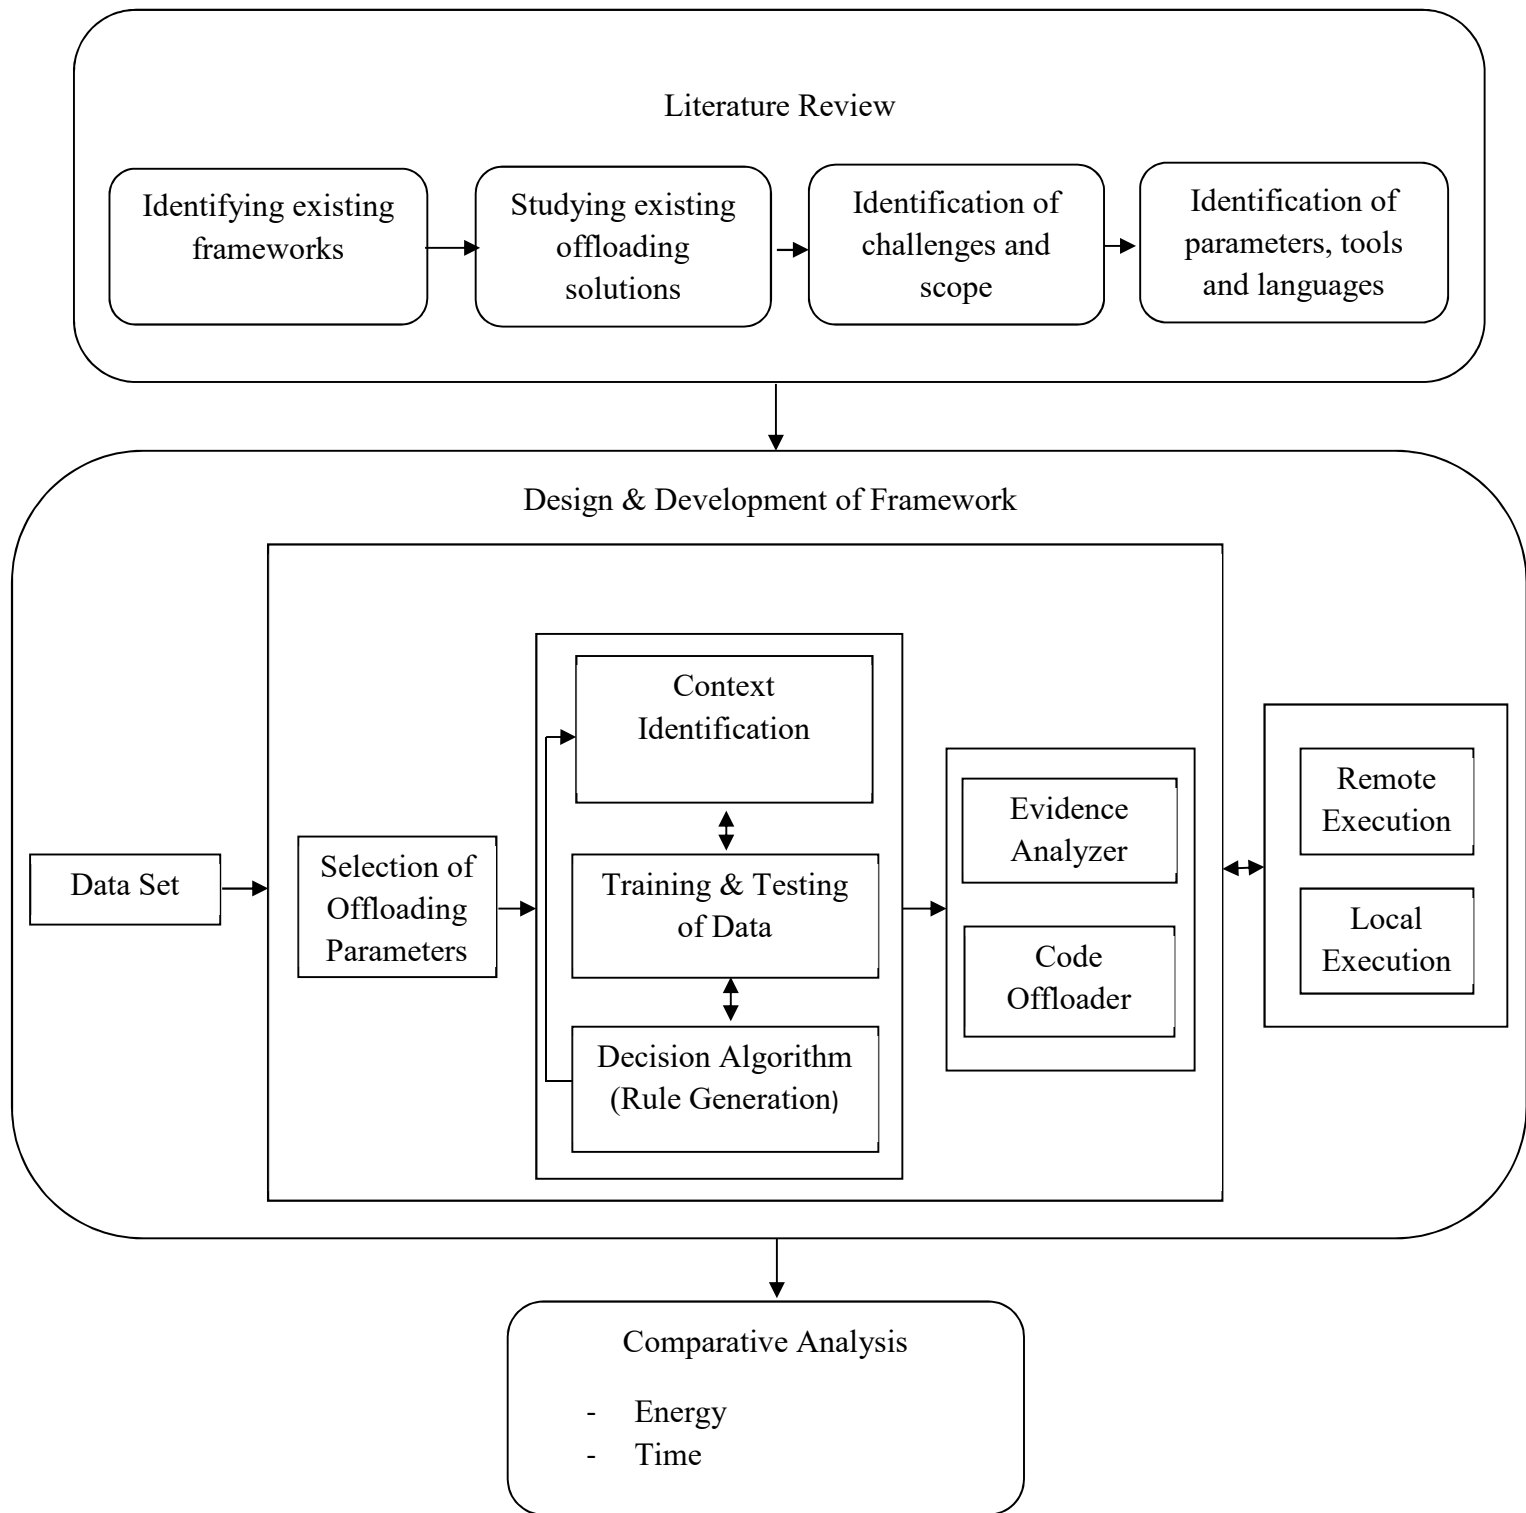 Literature Review
Identifying existing
frameworks
Studying existing
offloading
solutions
Identification of
challenges and
scope
Identification of
parameters, tools
and languages
Design & Development of Framework
Data Set
Selection of
Offloading
Parameters
Context
Identification
Training & Testing
of Data
Decision Algorithm
(Rule Generation)
Evidence
Analyzer
Code
Offloader
Remote
Execution
Local
Execution
Comparative Analysis
- Energy
- Time